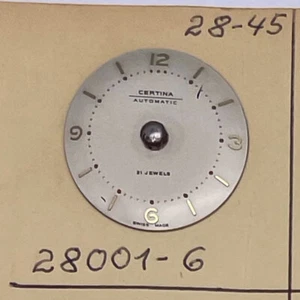 28-45
12
CERTINA
AUTOMATIC
9 3
21 JEWELS
6
SWISS MADE
28001-6